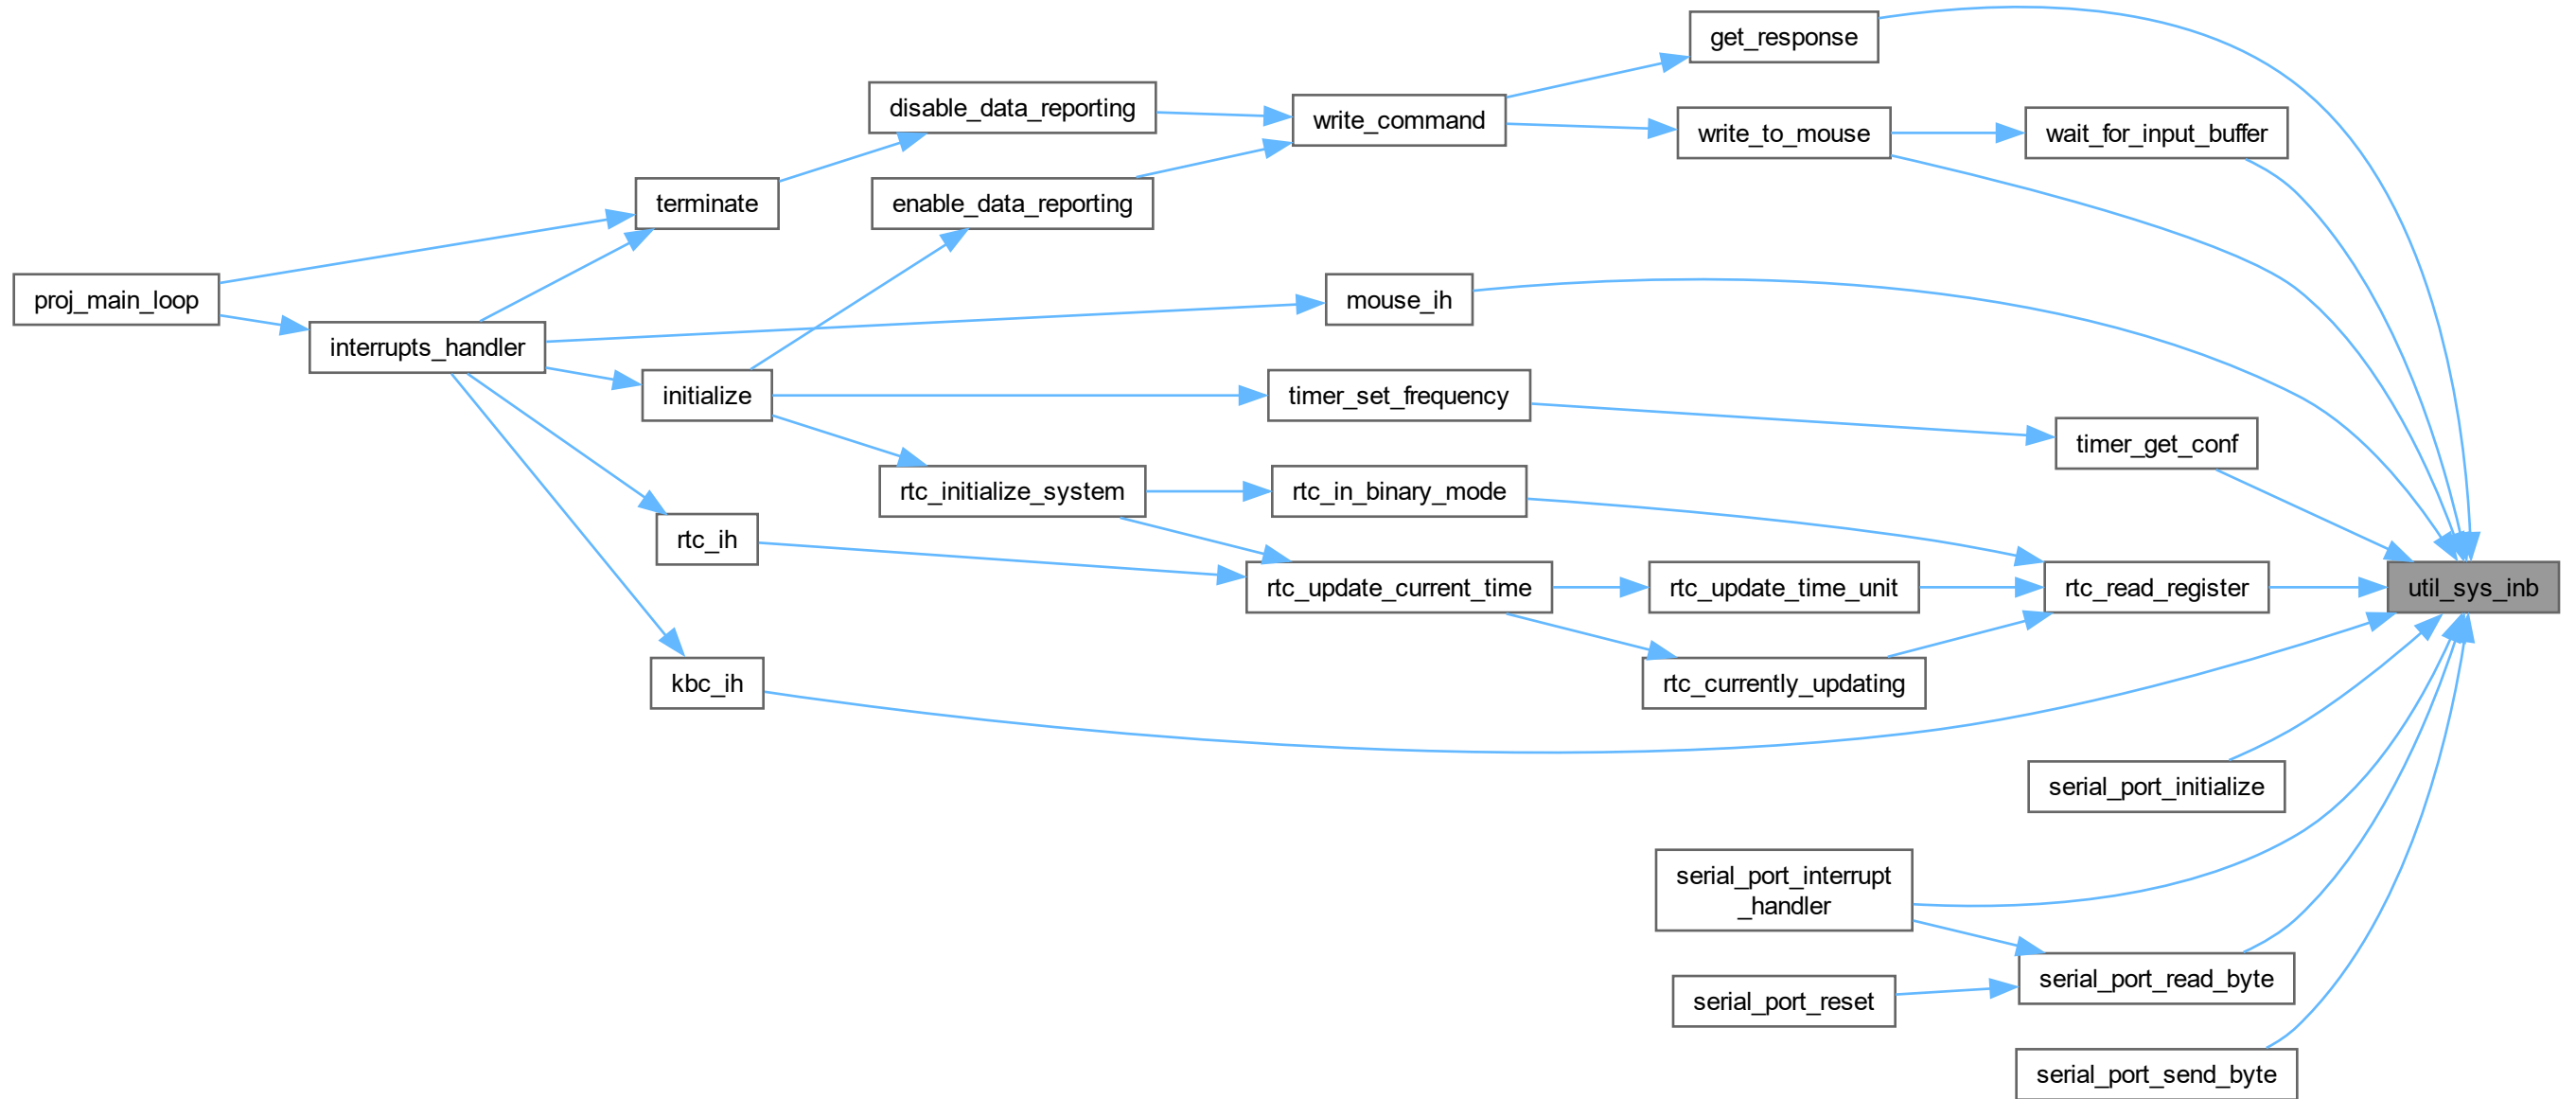 get_response
disable_data_reporting
write_command
write_to_mouse
wait_for_input_buffer
terminate
enable_data_reporting
proj_main_loop
mouse_ih
interrupts_handler
initialize
timer_set_frequency
timer_get_conf
rtc_initialize_system
rtc_in_binary_mode
rtc_ih
rtc_update_current_time
rtc_update_time_unit
rtc_read_register
util_sys_inb
kbc_ih
rtc_currently_updating
serial_port_initialize
serial_port_interrupt
_handler
serial_port_read_byte
serial_port_reset
serial_port_send_byte